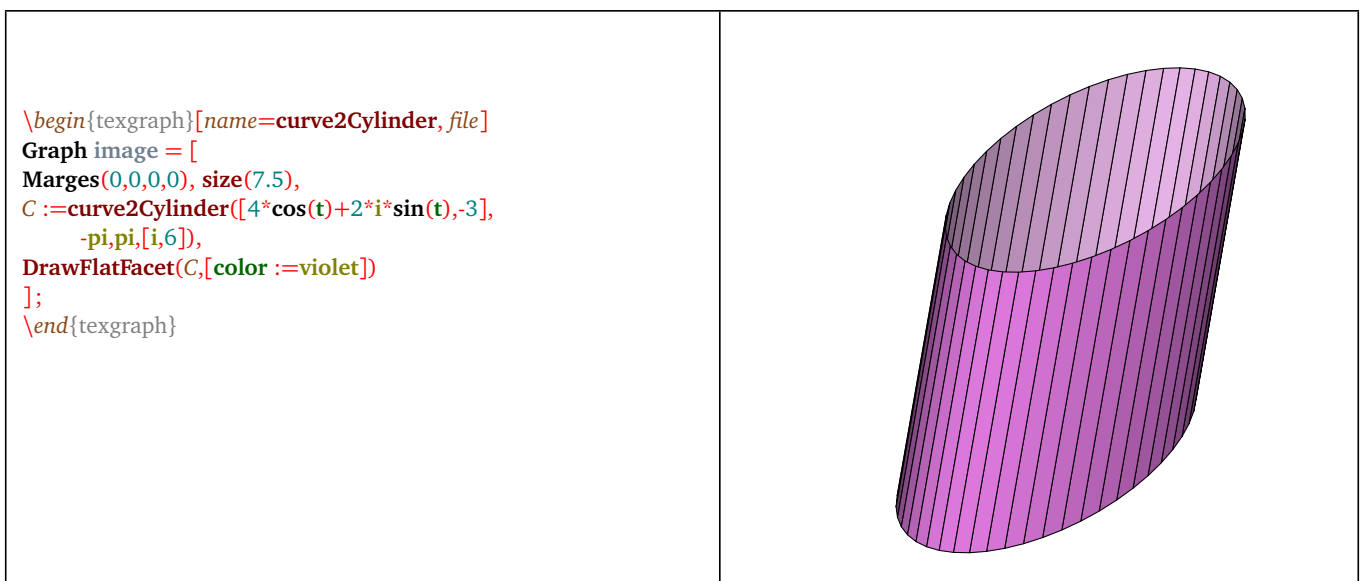 \begin{texgraph}[name=curve2Cylinder, file]
Graph image = [
Marges(0,0,0,0), size(7.5),
C :=curve2Cylinder([4*cos(t)+2*i*sin(t),-3],
-pi,pi,[i,6]),
DrawFlatFacet(C,[color :=violet])
];
\end{texgraph}